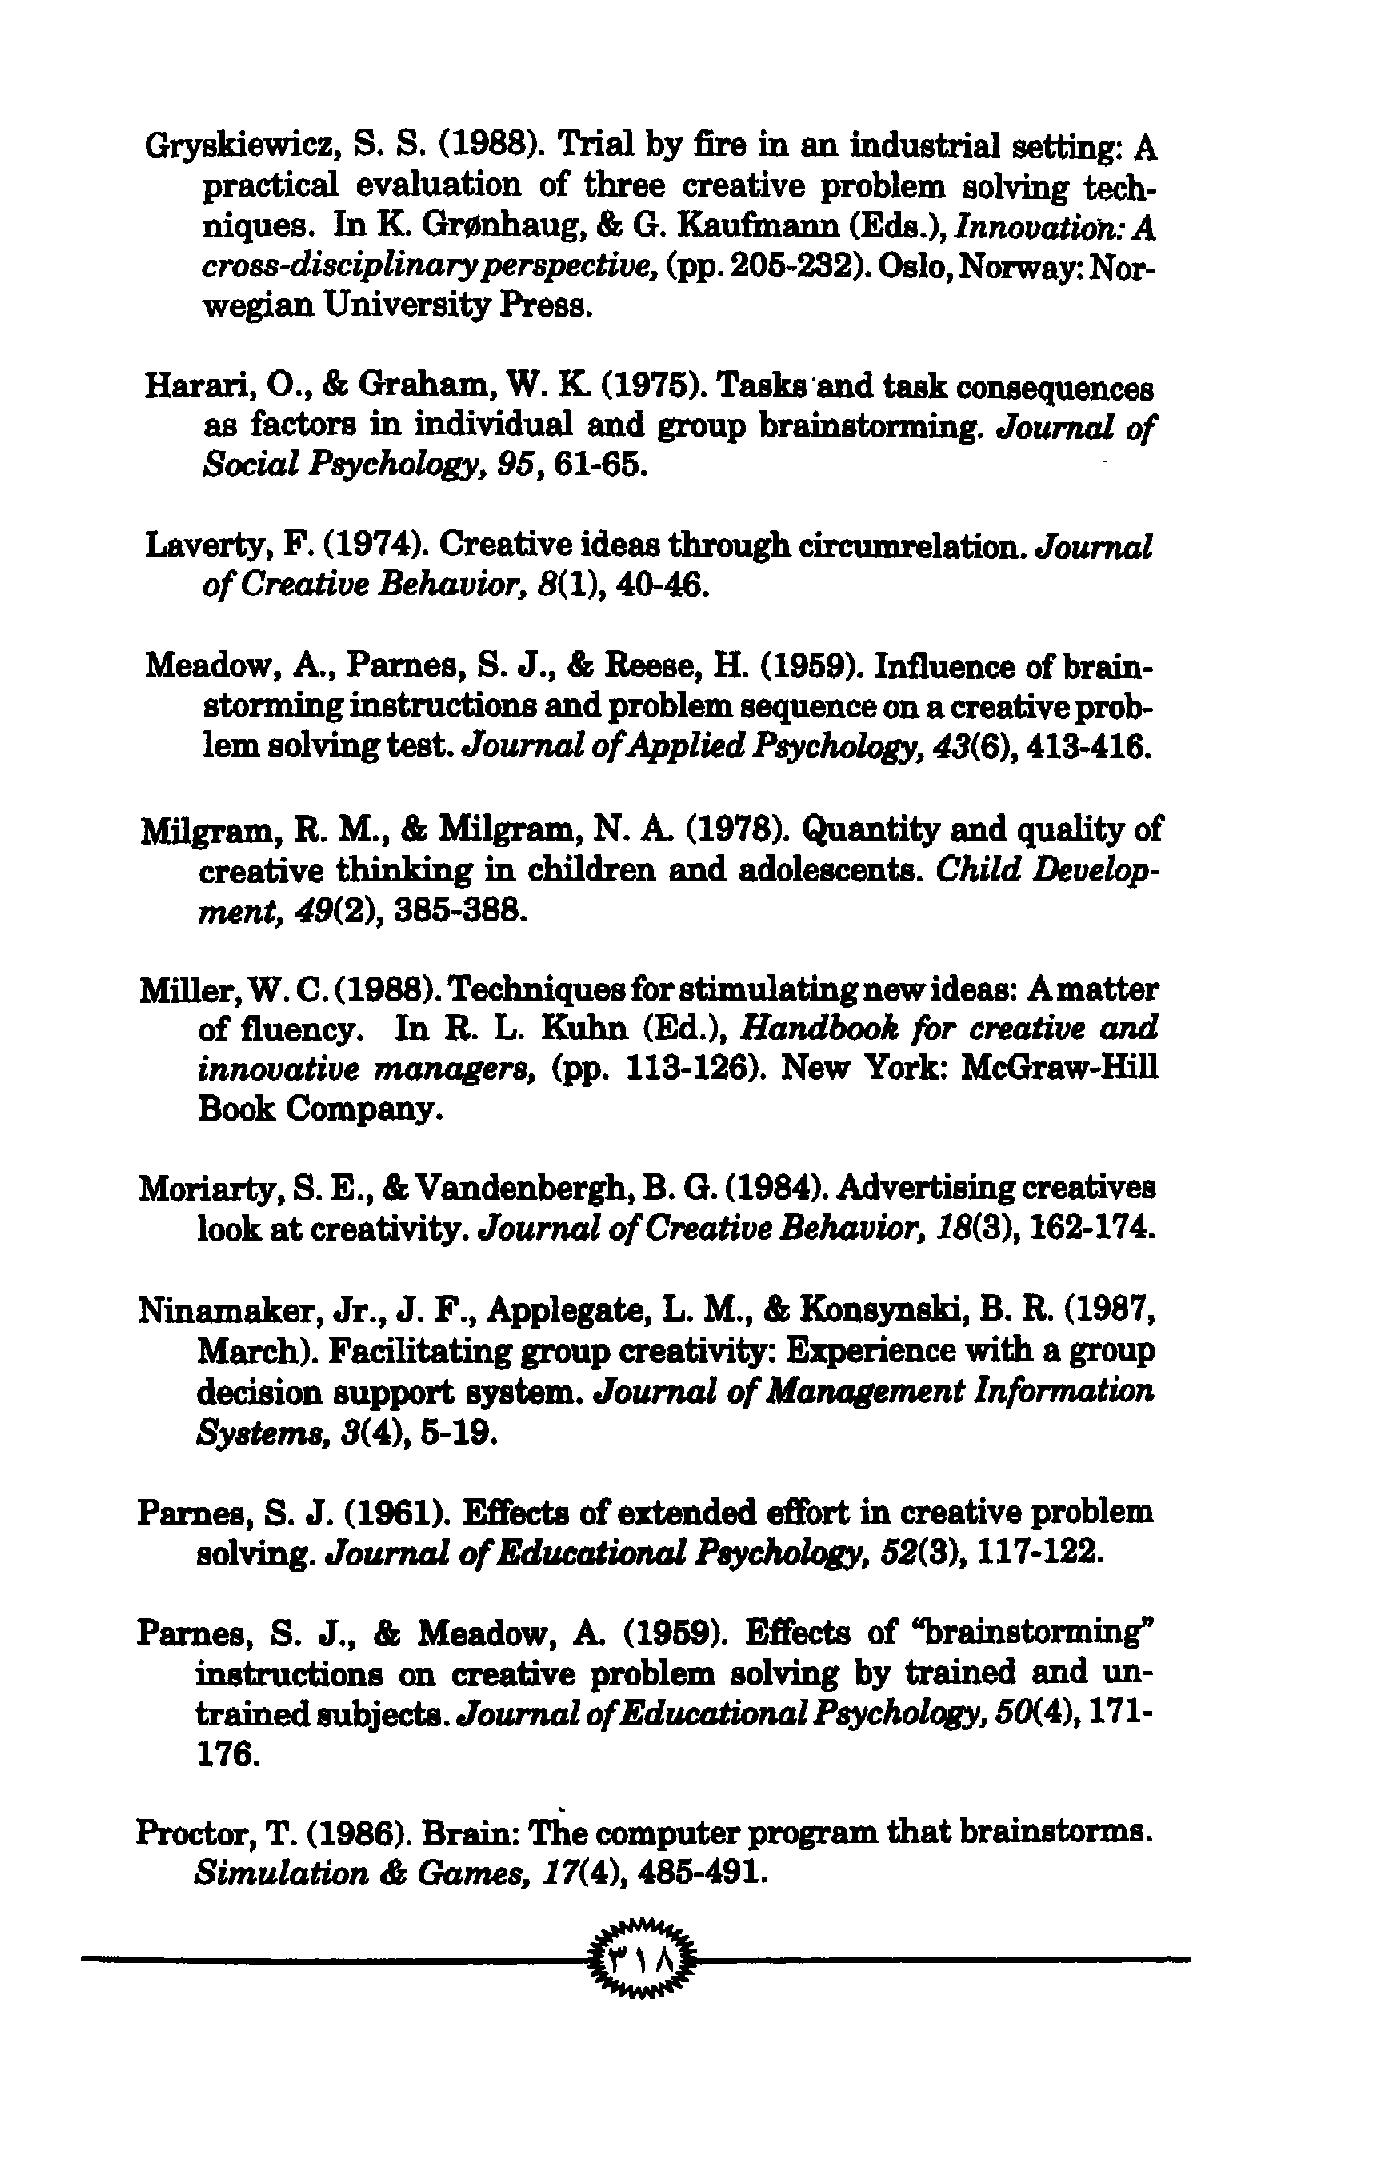 Gryskiewicz, S. S. (1988). Trial by fire in an industrial setting: A
practical evaluation of three creative problem solving tech-
niques. In K. Grønhaug, & G. Kaufmann (Eds.), Innovation: A
cross-disciplinary perspective, (pp. 205-232). Oslo, Norway: Nor-
wegian University Press.
Harari, O., & Graham, W. K. (1975). Tasks and task consequences
as factors in individual and group brainstorming. Journal of
Social Psychology, 95, 61-65.
Laverty, F. (1974). Creative ideas through circumrelation. Journal
of Creative Behavior, 8(1), 40-46.
Meadow, A., Parnes, S. J., & Reese, H. (1959). Influence of brain-
storming instructions and problem sequence on a creative prob-
lem solving test. Journal of Applied Psychology, 43(6), 413-416.
Milgram, R. M., & Milgram, N. A. (1978). Quantity and quality of
creative thinking in children and adolescents. Child Develop-
ment, 49(2), 385-388.
Miller, W. C. (1988). Techniques for stimulating new ideas: A matter
of fluency. In R. L. Kuhn (Ed.), Handbook for creative and
innovative managers, (pp. 113-126). New York: McGraw-Hill
Book Company.
Moriarty, S. E., & Vandenbergh, B. G. (1984). Advertising creatives
look at creativity. Journal of Creative Behavior, 18(3), 162-174.
Ninamaker, Jr., J. F., Applegate, L. M., & Konsynski, B. R. (1987,
March). Facilitating group creativity: Experience with a group
decision support system. Journal of Management Information
Systems, 3(4), 5-19.
Parnes, S. J. (1961). Effects of extended effort in creative problem
solving. Journal of Educational Psychology, 52(3), 117-122.
Parnes, S. J., & Meadow, A. (1959). Effects of “brainstorming”
instructions on creative problem solving by trained and un-
trained subjects. Journal of Educational Psychology, 50(4), 171-
176.
Proctor, T. (1986). Brain: The computer program that brainstorms.
Simulation & Games, 17(4), 485-491.
٣١٨